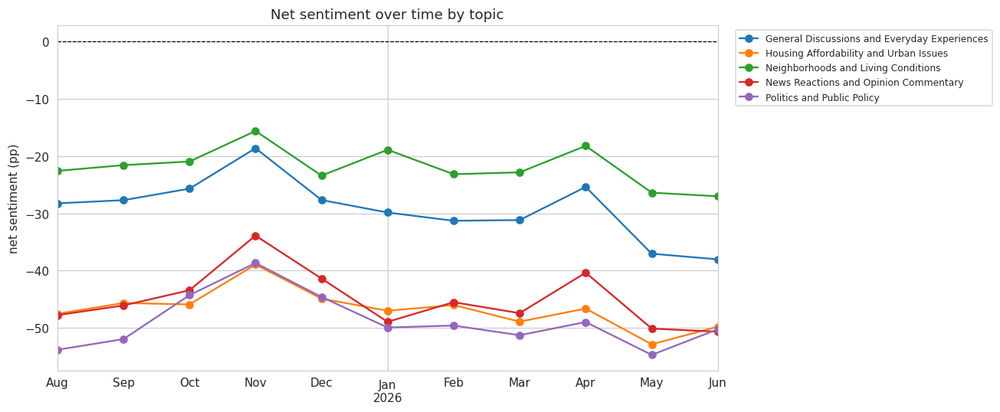 Net sentiment over time by topic
net sentiment (pp)
0
−10
−20
−30
−40
−50
Aug Sep Oct Nov Dec Jan Feb Mar Apr May Jun
2026
General Discussions and Everyday Experiences
Housing Affordability and Urban Issues
Neighborhoods and Living Conditions
News Reactions and Opinion Commentary
Politics and Public Policy